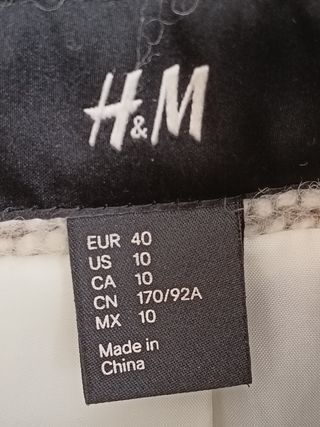 H&M
EUR 40
US 10
CA 10
CN 170/92A
MX 10
Made in
China